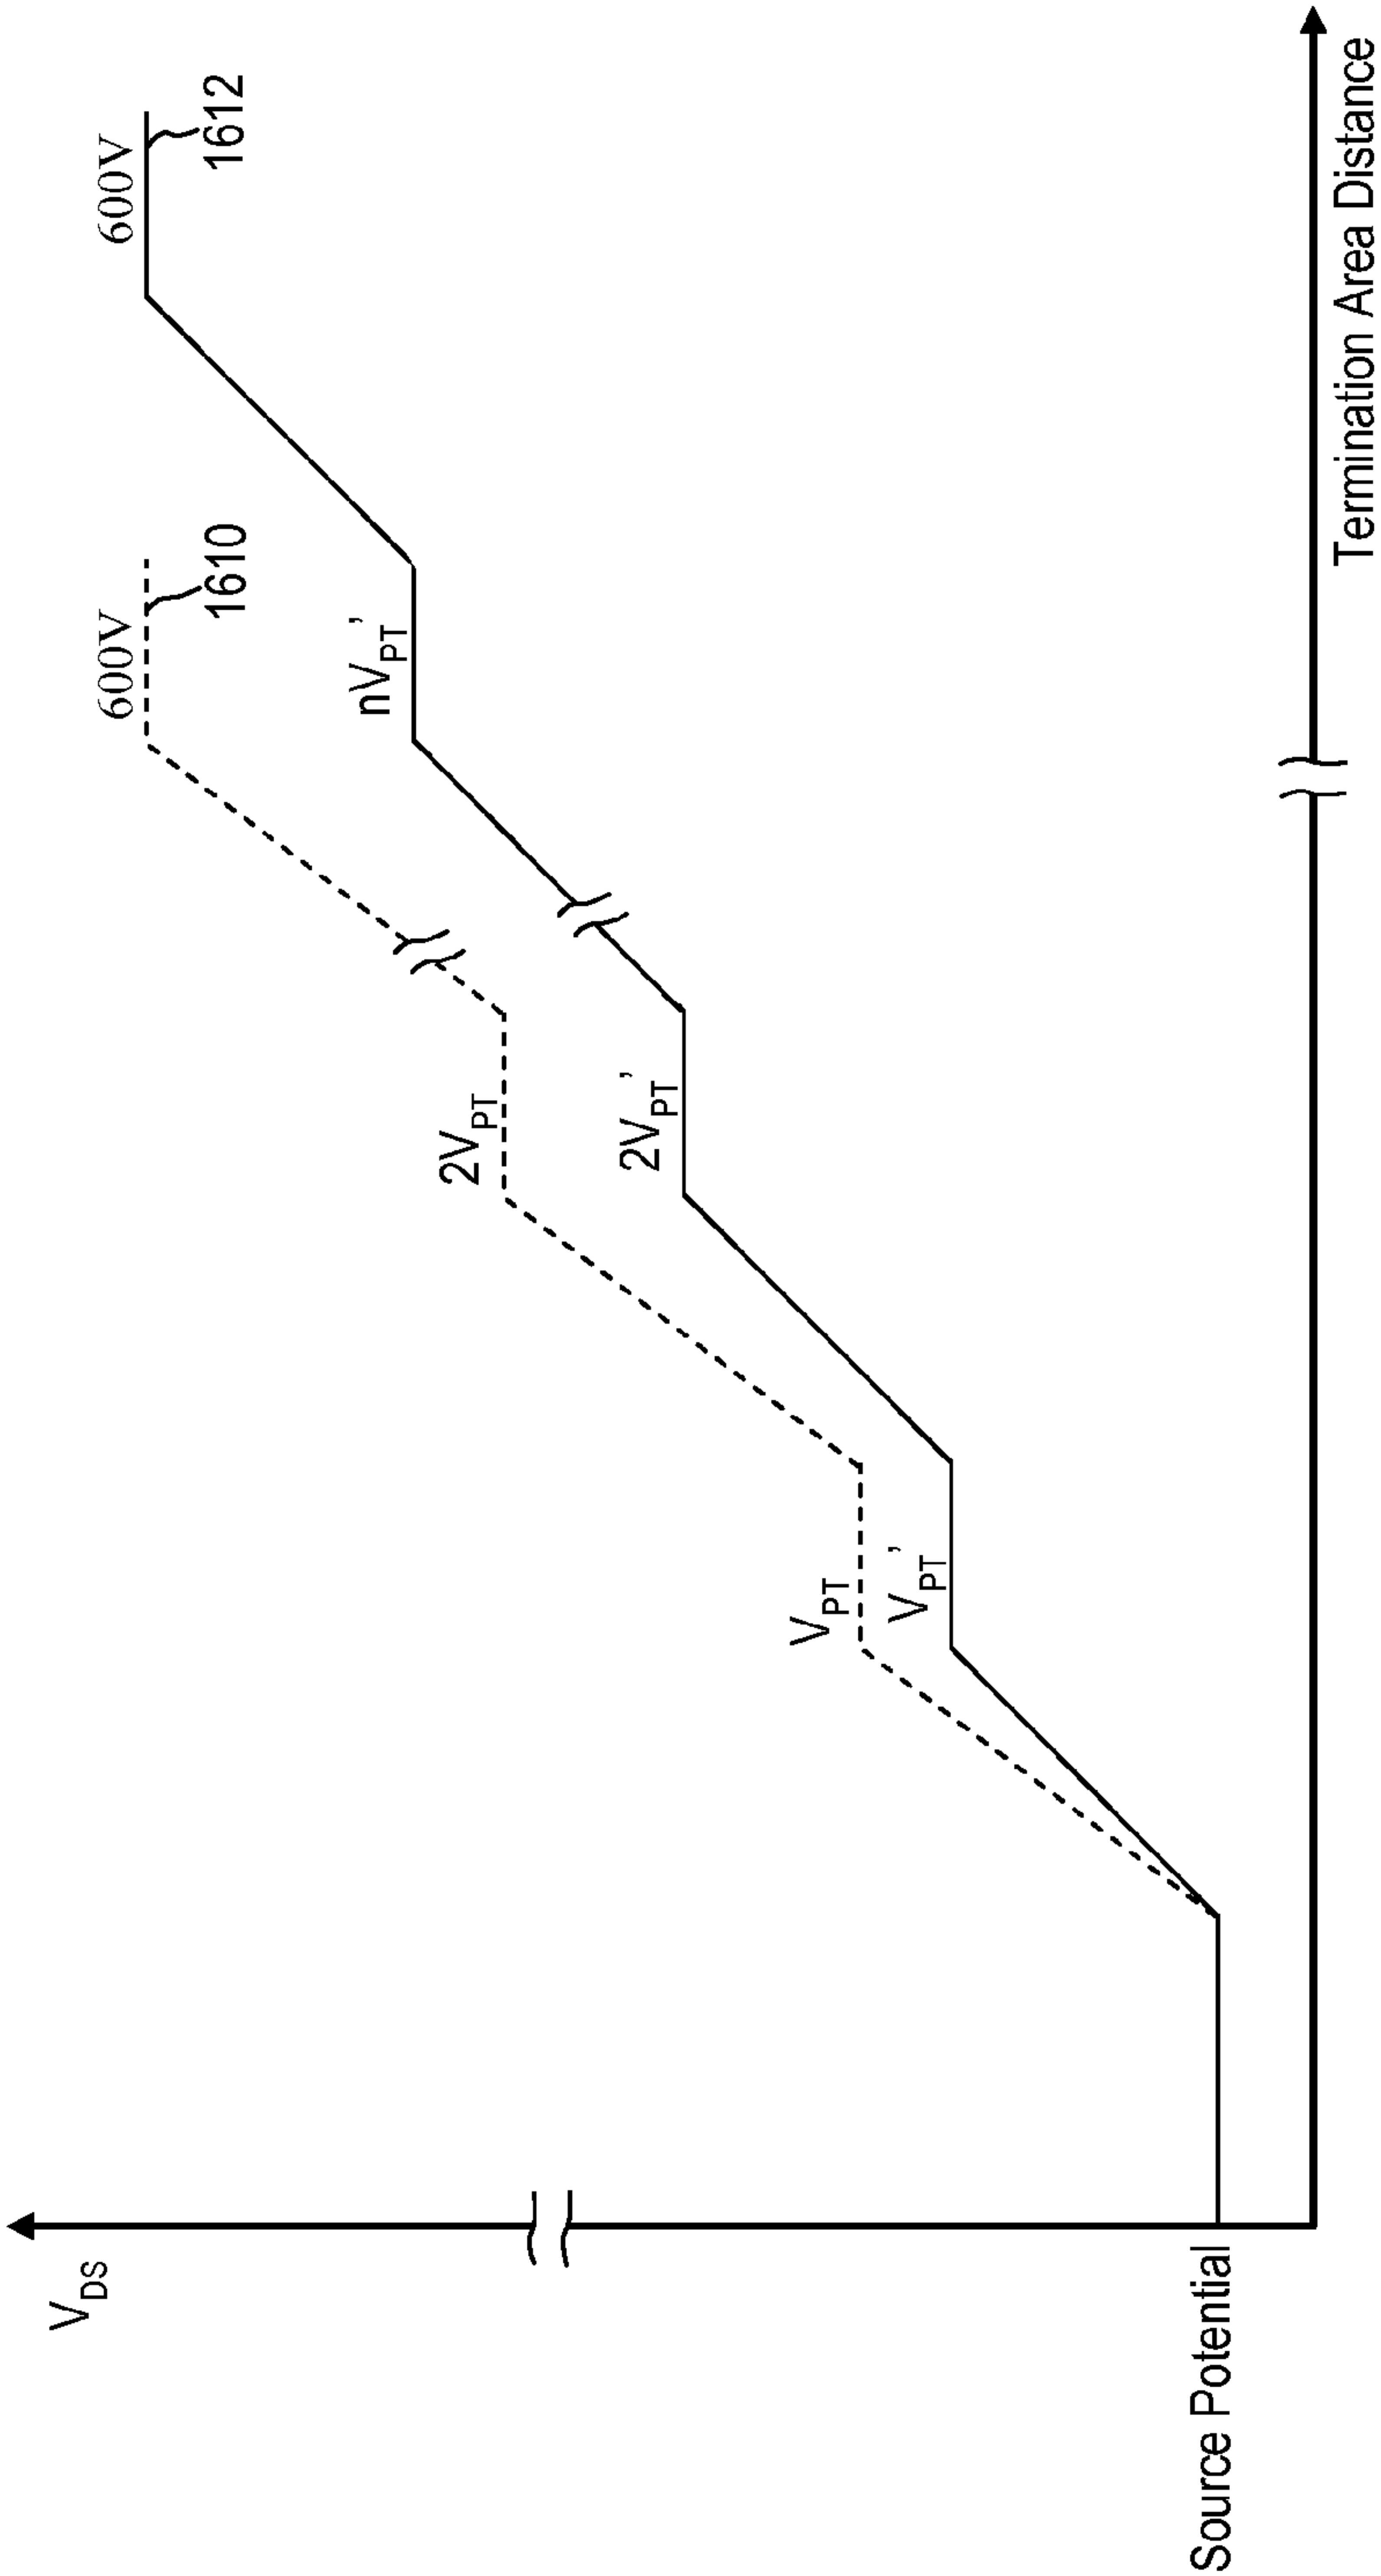 V_DS
600V
1610
600V
1612
2V_PT
nV_PT'
V_PT
2V_PT'
V_PT'
Source Potential
Termination Area Distance